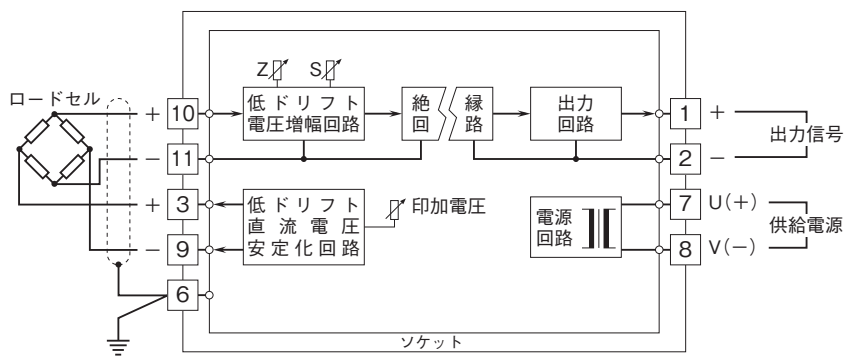 Z S
ロードセル
+ 10
低ドリフト
電圧増幅回路
絶縁
回路
出力
回路
1 +
出力信号
− 11
2 −
+ 3
低ドリフト
直流電圧
安定化回路
印加電圧
電源
回路
7 U(+)
供給電源
− 9
8 V(−)
6
ソケット